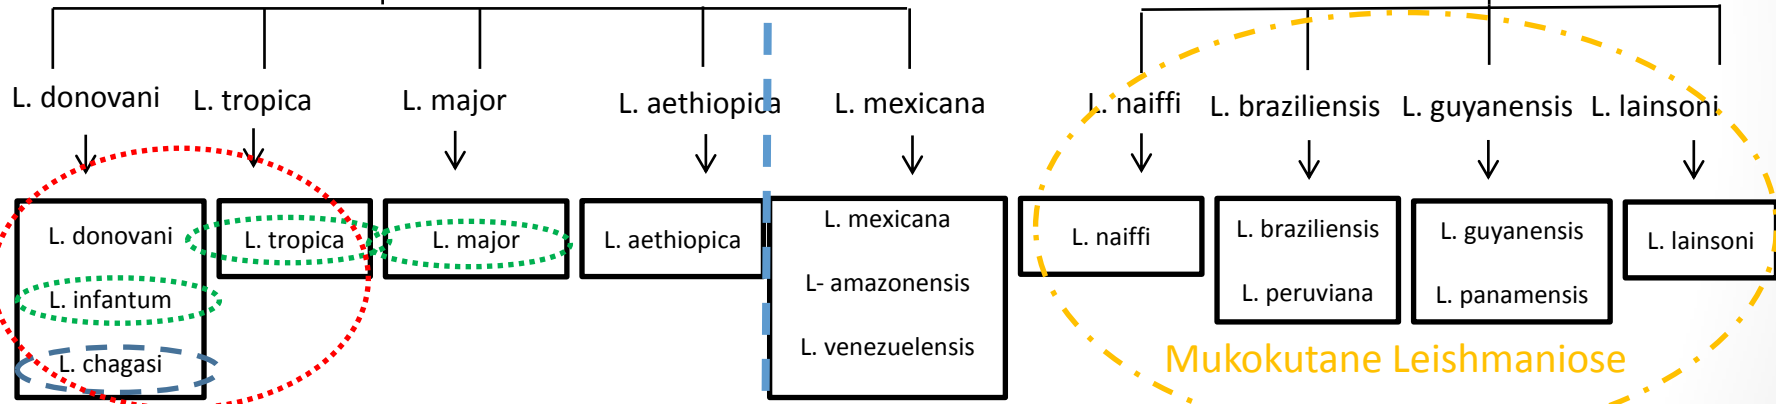 L. donovani L. tropica L. major L. aethiopica L. mexicana L. naiffi L. braziliensis L. guyanensis L. lainsoni
L. donovani
L. infantum
L. chagasi
L. tropica
L. major
L. aethiopica
L. mexicana
L- amazonensis
L. venezuelensis
L. naiffi
L. braziliensis
L. peruviana
L. guyanensis
L. panamensis
L. lainsoni
Mukokutane Leishmaniose